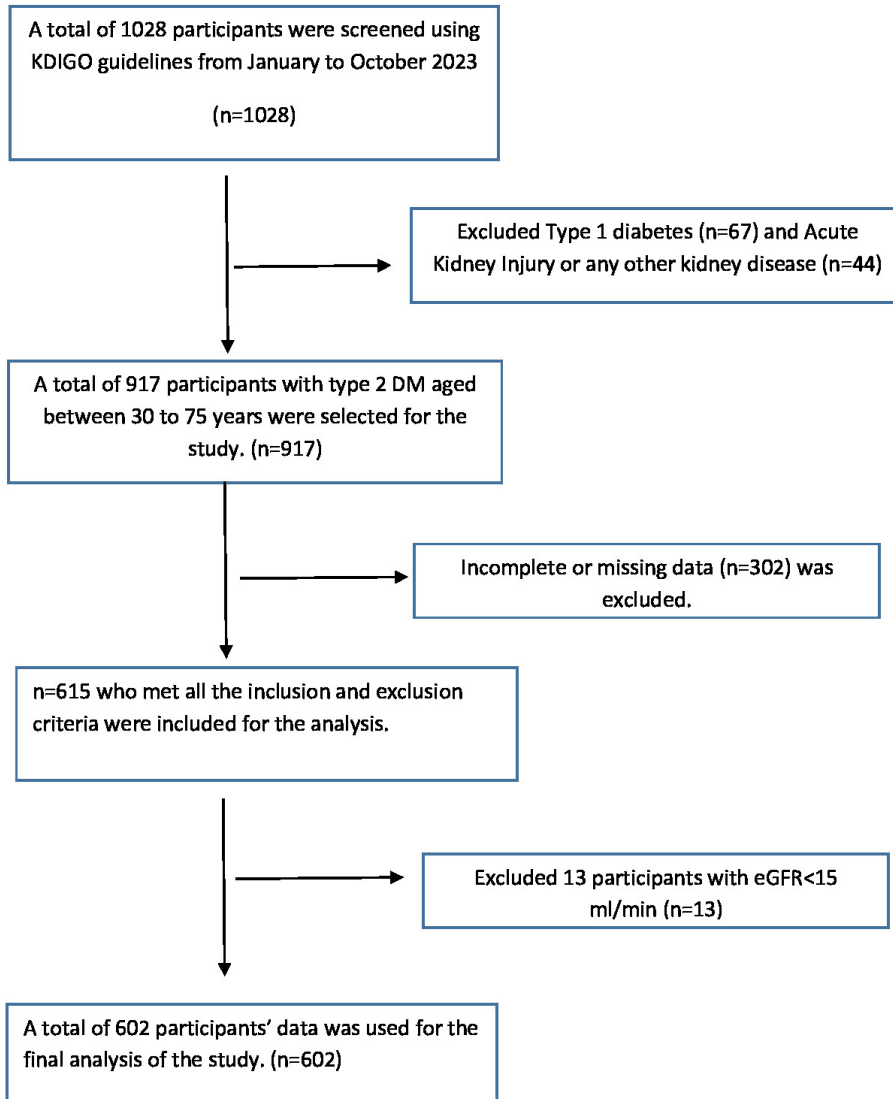 A total of 1028 participants were screened using
KDIGO guidelines from January to October 2023
(n=1028)
Excluded Type 1 diabetes (n=67) and Acute
Kidney Injury or any other kidney disease (n=44)
A total of 917 participants with type 2 DM aged
between 30 to 75 years were selected for the
study. (n=917)
Incomplete or missing data (n=302) was
excluded.
n=615 who met all the inclusion and exclusion
criteria were included for the analysis.
Excluded 13 participants with eGFR<15
ml/min (n=13)
A total of 602 participants’ data was used for the
final analysis of the study. (n=602)